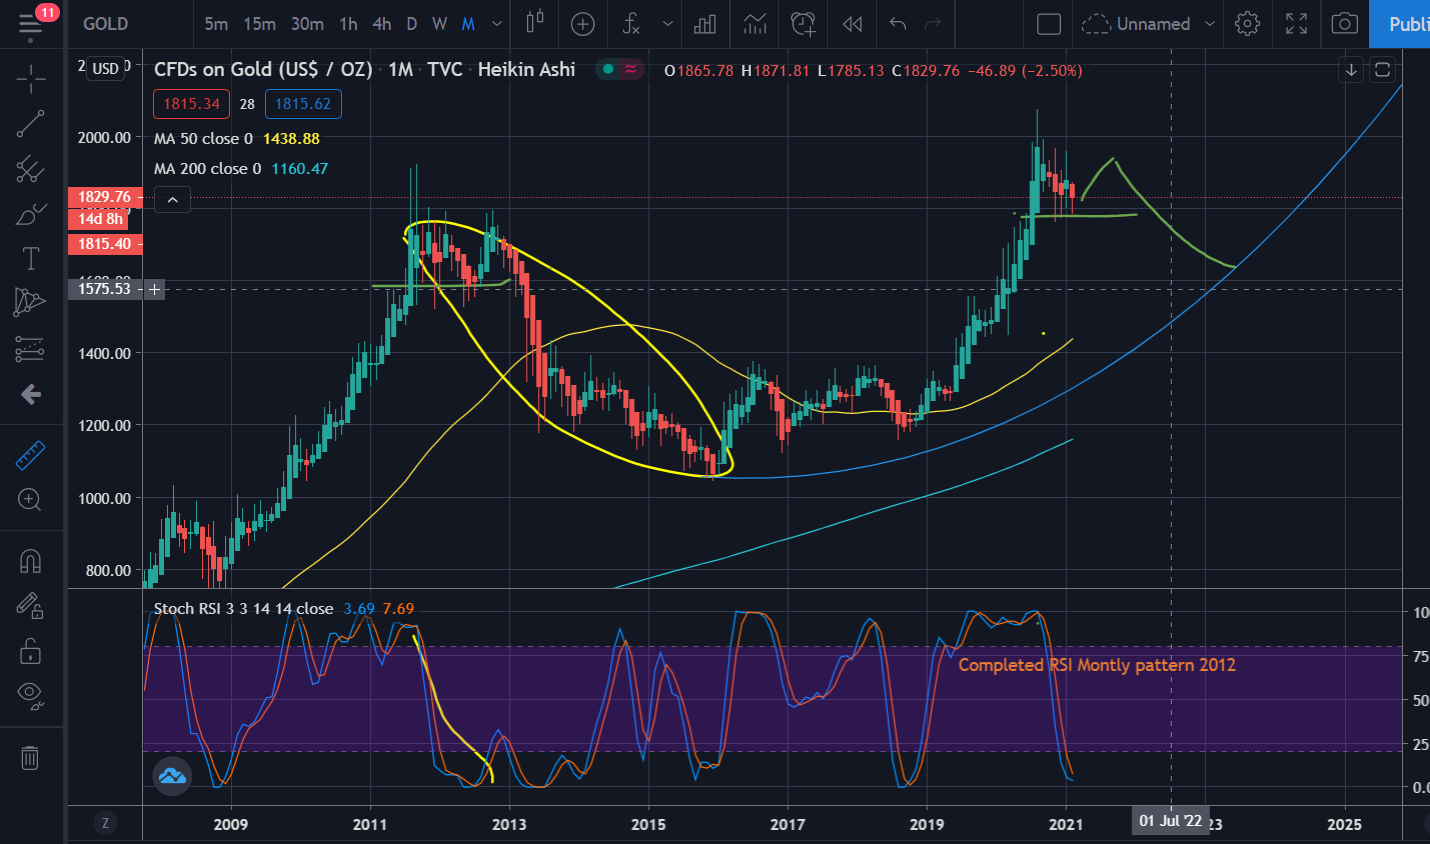 11
GOLD
5m 15m 30m 1h 4h D W M
Unnamed
Publi
USD
CFDs on Gold (US$ / OZ) · 1M · TVC · Heikin Ashi
O1865.78 H1871.81 L1785.13 C1829.76 −46.89 (−2.50%)
1815.34 28 1815.62
MA 50 close 0 1438.88
MA 200 close 0 1160.47
2000.00
1829.76
14d 8h
1815.40
1575.53
1400.00
1200.00
1000.00
800.00
Stoch RSI 3 3 14 14 close 3.69 7.69
Completed RSI Montly pattern 2012
10
75
50
25
0.0
Z
2009 2011 2013 2015 2017 2019 2021 01 Jul '22 23 2025